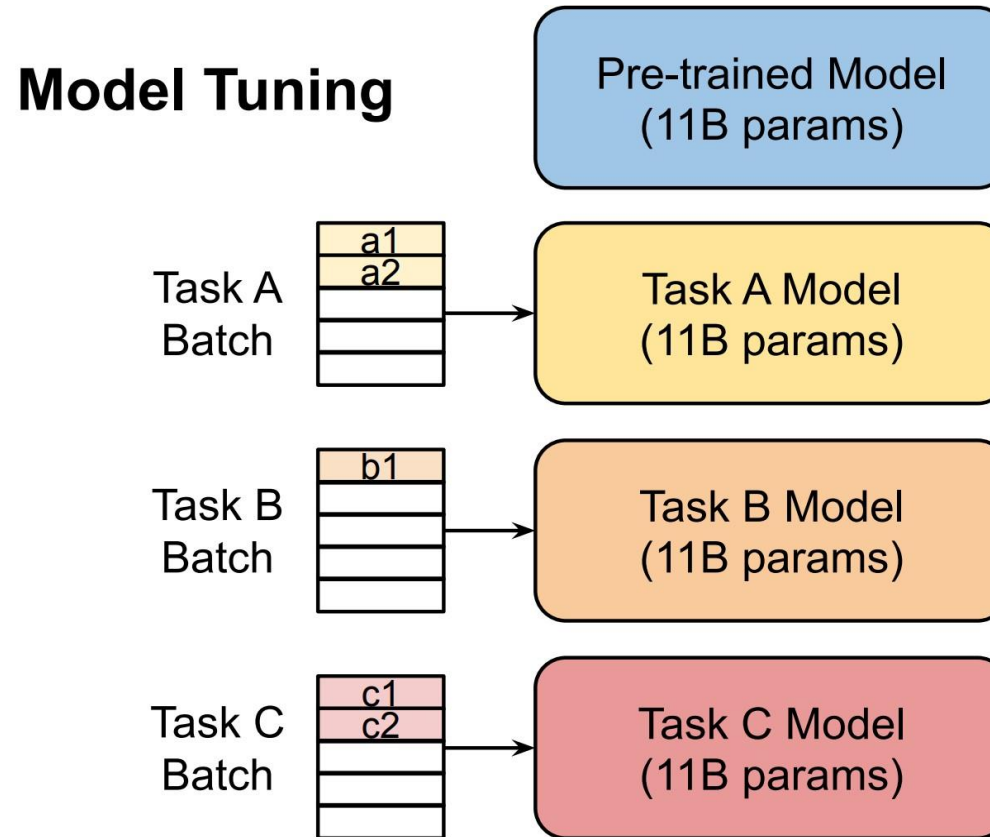 Model Tuning
Pre-trained Model
(11B params)
Task A
Batch
a1
a2
Task A Model
(11B params)
Task B
Batch
b1
Task B Model
(11B params)
Task C
Batch
c1
c2
Task C Model
(11B params)